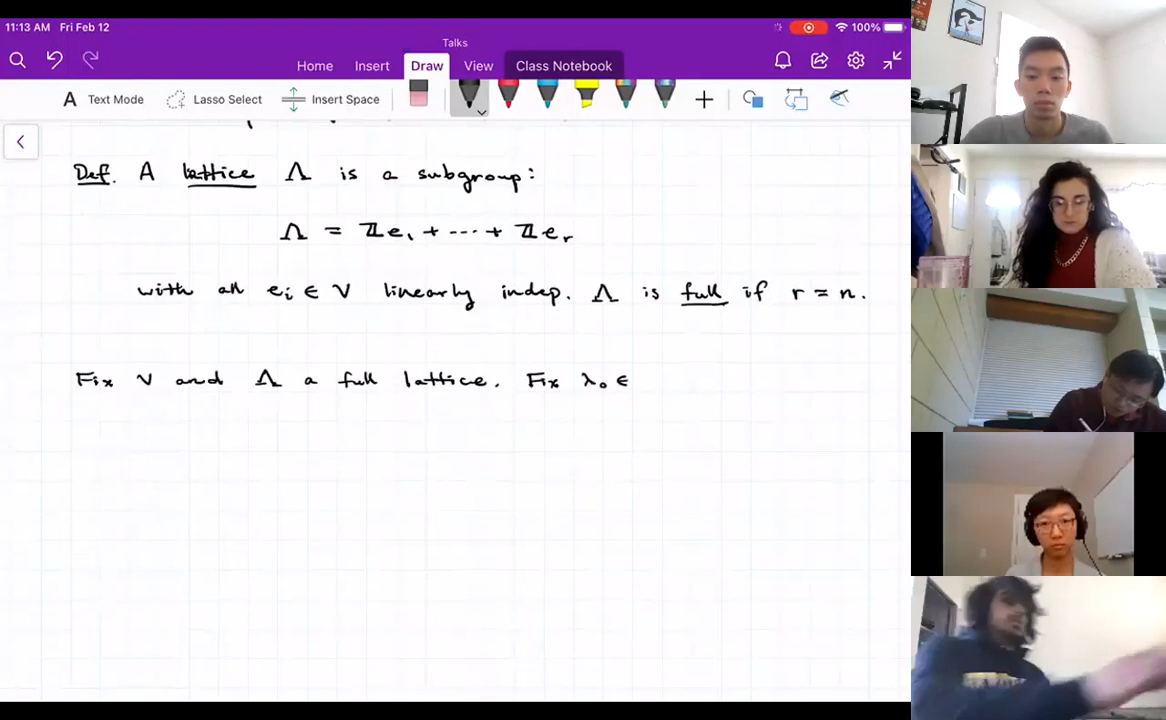 11:13 AM Fri Feb 12
100%
Talks
Home Insert Draw View Class Notebook
Text Mode Lasso Select Insert Space
Def. A lattice Λ is a subgroup:
Λ = ℤe₁ + ··· + ℤeᵣ
with all eᵢ ∈ V linearly indep. Λ is full if r = n.
Fix V and Λ a full lattice. Fix λ₀ ∈